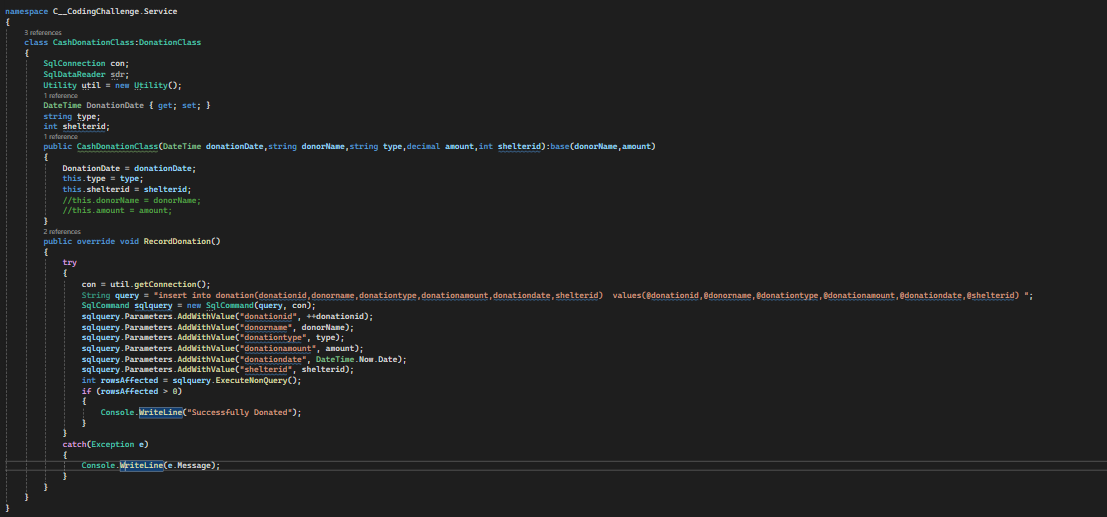 namespace C__CodingChallenge.Service
{
3 references
class CashDonationClass:DonationClass
{
SqlConnection con;
SqlDataReader sdr;
Utility util = new Utility();
1 reference
DateTime DonationDate { get; set; }
string type;
int shelterid;
1 reference
public CashDonationClass(DateTime donationDate,string donorName,string type,decimal amount,int shelterid):base(donorName,amount)
{
DonationDate = donationDate;
this.type = type;
this.shelterid = shelterid;
//this.donorName = donorName;
//this.amount = amount;
}
2 references
public override void RecordDonation()
{
try
{
con = util.getConnection();
String query = "insert into donation(donationid,donorname,donationtype,donationamount,donationdate,shelterid)  values(@donationid,@donorname,@donationtype,@donationamount,@donationdate,@shelterid) ";
SqlCommand sqlquery = new SqlCommand(query, con);
sqlquery.Parameters.AddWithValue("donationid", ++donationid);
sqlquery.Parameters.AddWithValue("donorname", donorName);
sqlquery.Parameters.AddWithValue("donationtype", type);
sqlquery.Parameters.AddWithValue("donationamount", amount);
sqlquery.Parameters.AddWithValue("donationdate", DateTime.Now.Date);
sqlquery.Parameters.AddWithValue("shelterid", shelterid);
int rowsAffected = sqlquery.ExecuteNonQuery();
if (rowsAffected > 0)
{
Console.WriteLine("Successfully Donated");
}
}
catch(Exception e)
{
Console.WriteLine(e.Message);
}
}
}
}